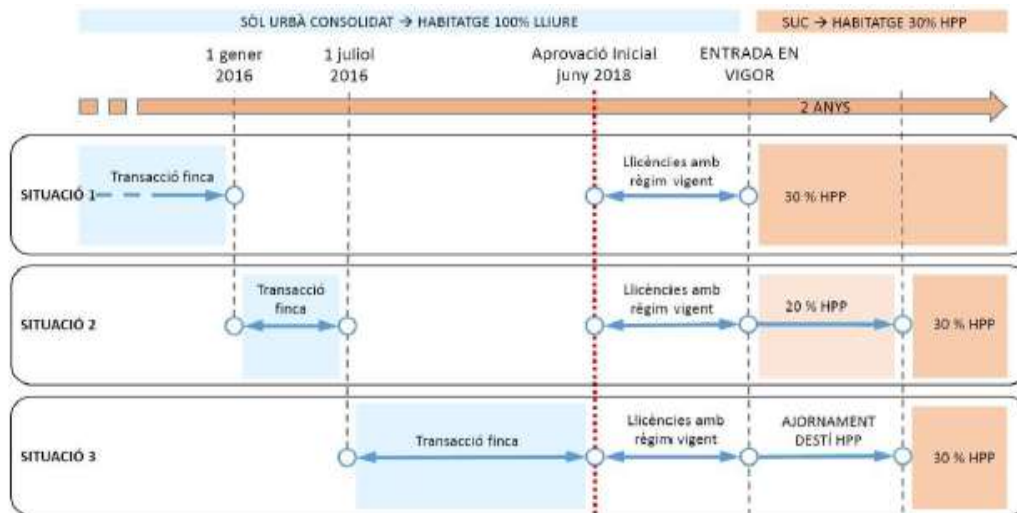 SÒL URBÀ CONSOLIDAT → HABITATGE 100% LLIURE
SUC → HABITATGE 30% HPP
1 gener
2016
1 juliol
2016
Aprovació Inicial
juny 2018
ENTRADA EN
VIGOR
2 ANYS
SITUACIÓ 1
Transacció finca
Llicències amb
règim vigent
30 % HPP
SITUACIÓ 2
Transacció
finca
Llicències amb
règim vigent
20 % HPP
30 % HPP
SITUACIÓ 3
Transacció finca
Llicències amb
règim vigent
AJORNAMENT
DESTÍ HPP
30 % HPP